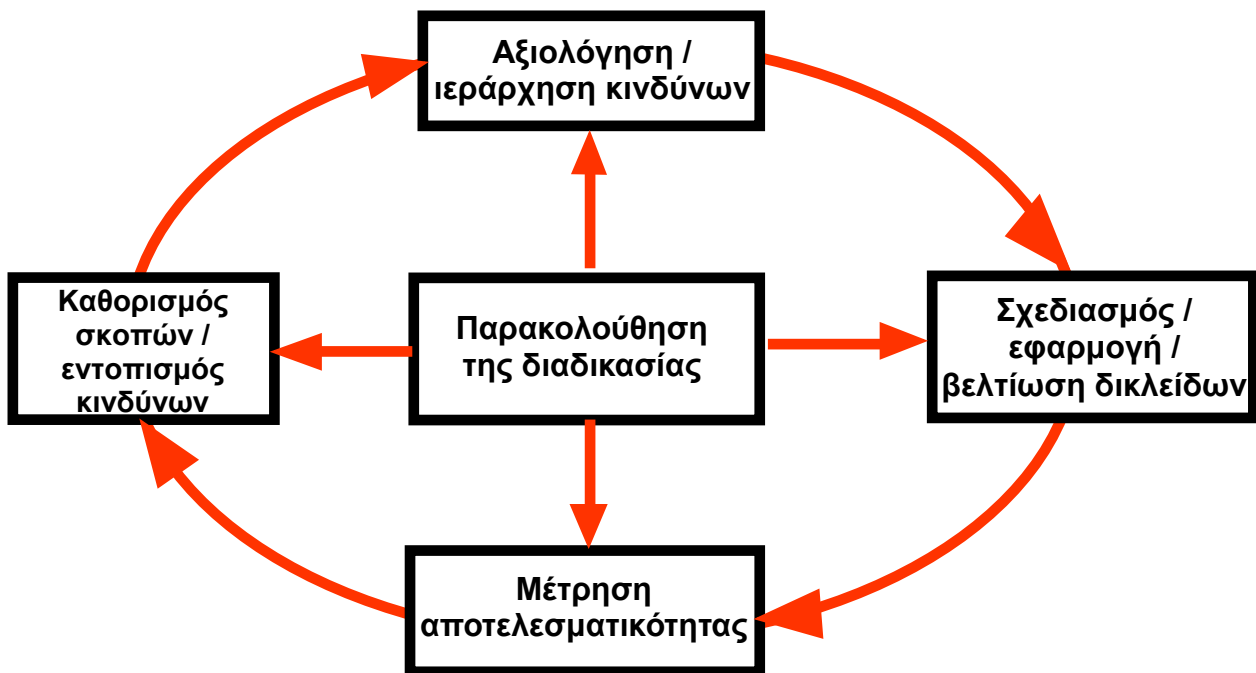 Αξιολόγηση /
ιεράρχηση κινδύνων
Καθορισμός
σκοπών /
εντοπισμός
κινδύνων
Παρακολούθηση
της διαδικασίας
Σχεδιασμός /
εφαρμογή /
βελτίωση δικλείδων
Μέτρηση
αποτελεσματικότητας